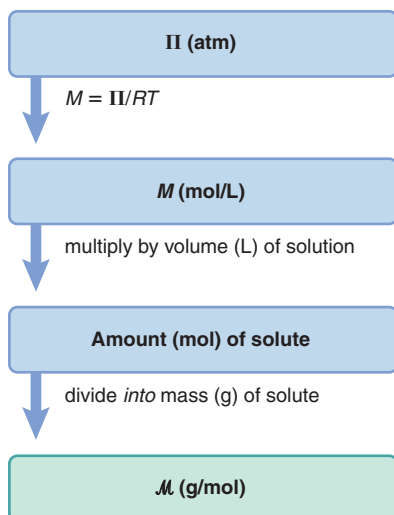 Π (atm)
M = Π/RT
M (mol/L)
multiply by volume (L) of solution
Amount (mol) of solute
divide into mass (g) of solute
ℳ (g/mol)